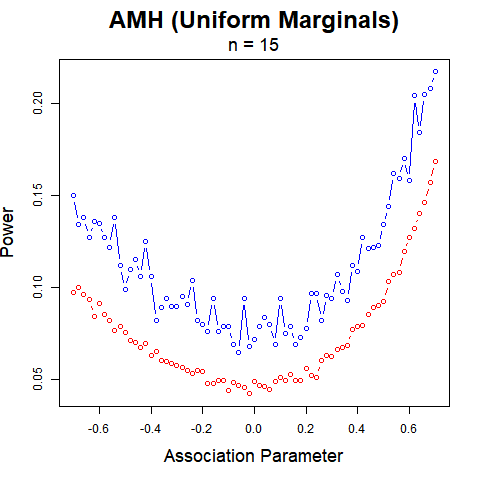 AMH (Uniform Marginals)
n = 15
Power
0.20
0.15
0.10
0.05
-0.6 -0.4 -0.2 0.0 0.2 0.4 0.6
Association Parameter